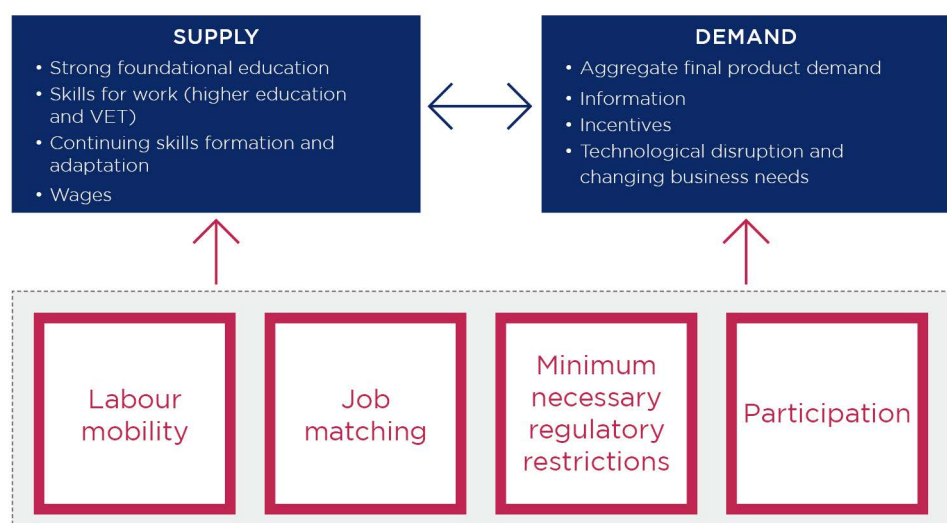 SUPPLY
• Strong foundational education
• Skills for work (higher education
and VET)
• Continuing skills formation and
adaptation
• Wages
DEMAND
• Aggregate final product demand
• Information
• Incentives
• Technological disruption and
changing business needs
Labour
mobility
Job
matching
Minimum
necessary
regulatory
restrictions
Participation